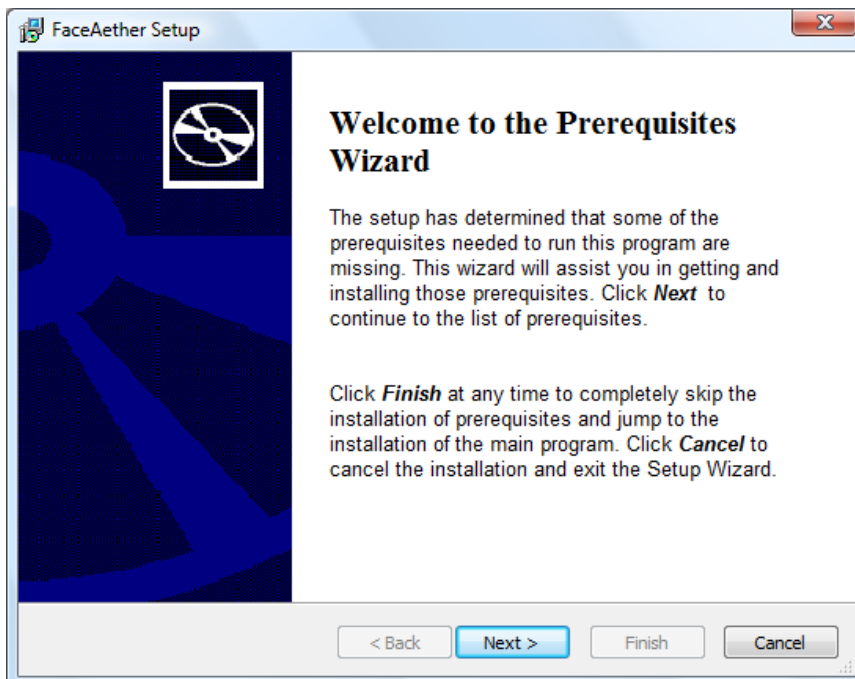 FaceAether Setup
Welcome to the Prerequisites
Wizard
The setup has determined that some of the
prerequisites needed to run this program are
missing. This wizard will assist you in getting and
installing those prerequisites. Click Next to
continue to the list of prerequisites.
Click Finish at any time to completely skip the
installation of prerequisites and jump to the
installation of the main program. Click Cancel to
cancel the installation and exit the Setup Wizard.
< Back Next > Finish Cancel